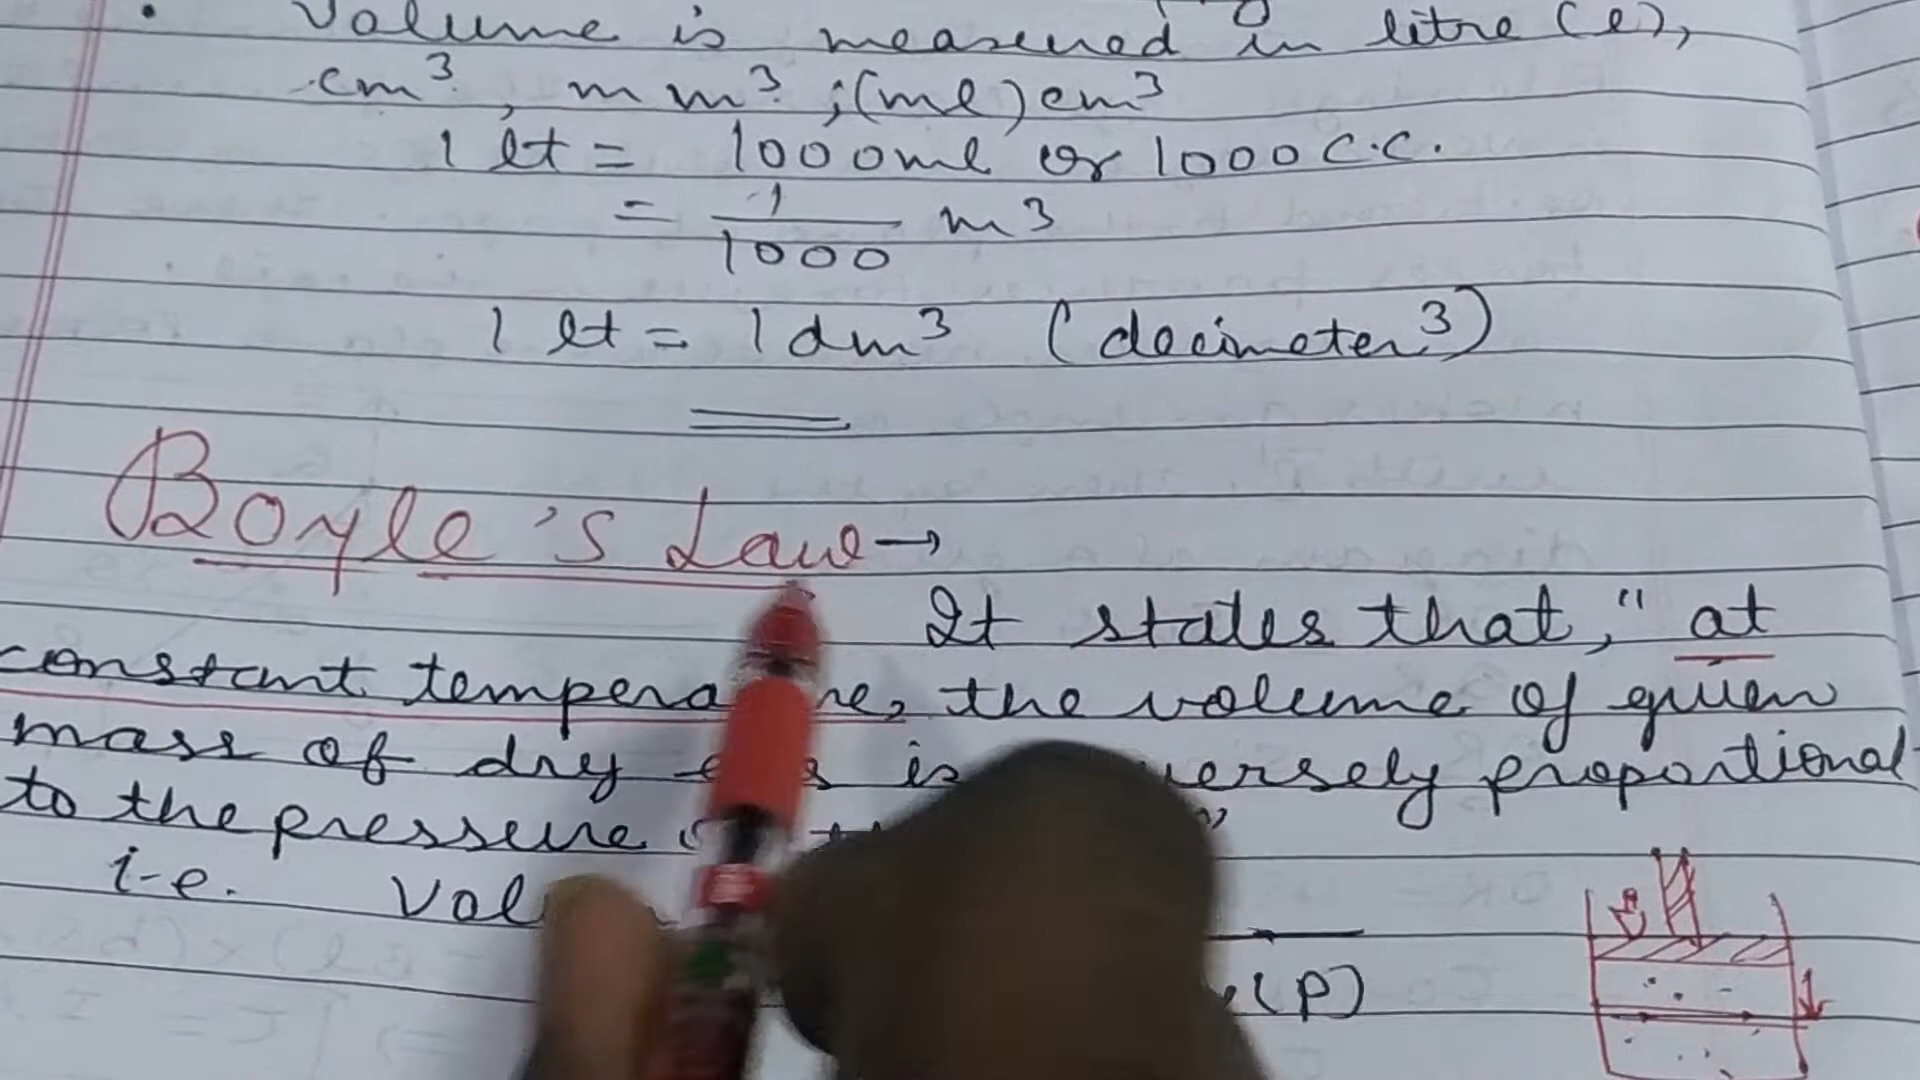 • Volume is measured in litre (l),
cm³, mm³; (ml) cm³
1 lt = 1000ml or 1000 c.c.
= 1/1000 m³
1 lt = 1 dm³ (decimeter³)
Boyle's Law →
It states that, " at
constant temperature, the volume of given
mass of dry is inversely proportional
to the pressure "
i.e. Vol
(P)